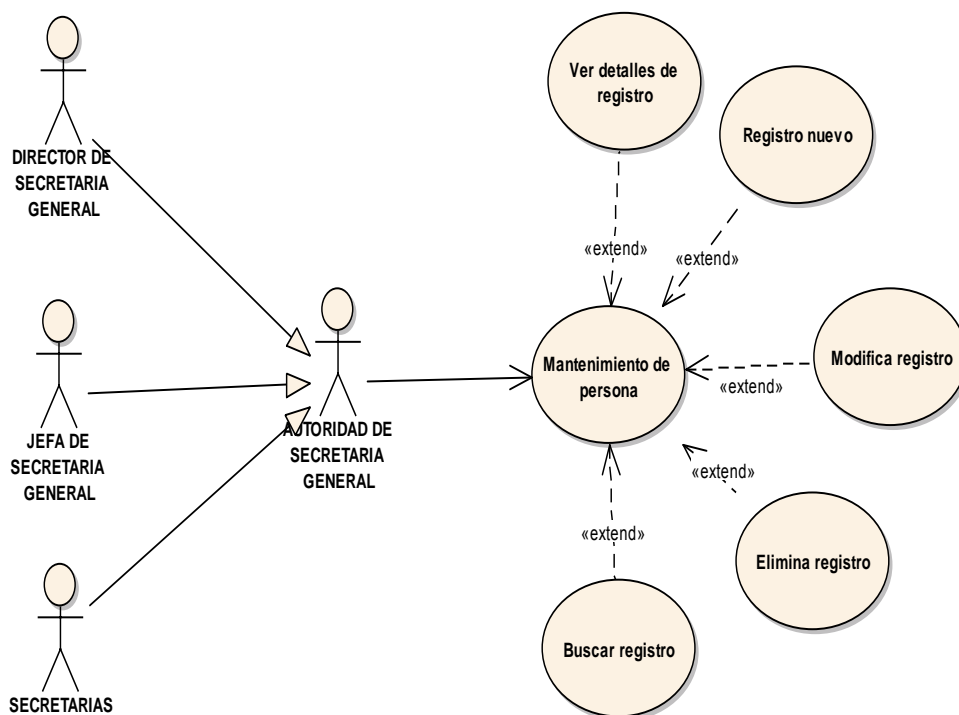 DIRECTOR DE
SECRETARIA
GENERAL
JEFA DE
SECRETARIA
GENERAL
SECRETARIAS
AUTORIDAD DE
SECRETARIA
GENERAL
Ver detalles de
registro
Registro nuevo
«extend»
«extend»
Mantenimiento de
persona
Modifica registro
«extend»
«extend»
«extend»
Elimina registro
Buscar registro